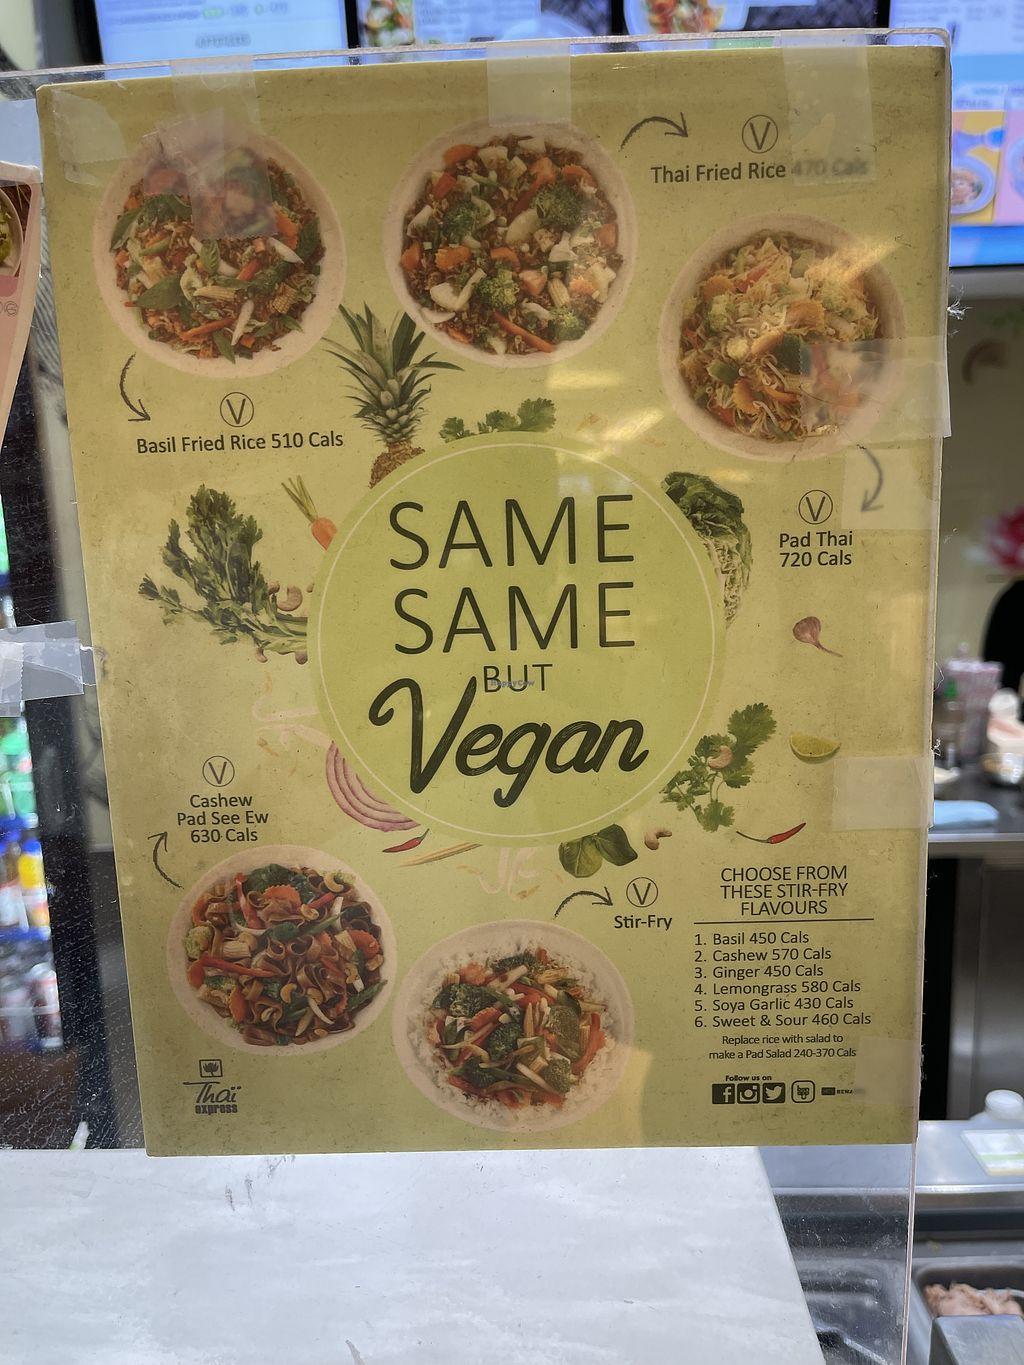 V
Thai Fried Rice 470 Cals
V
Basil Fried Rice 510 Cals
V
Pad Thai
720 Cals
SAME
SAME
BUT
Vegan
HappyCow
V
Cashew
Pad See Ew
630 Cals
V
Stir-Fry
CHOOSE FROM
THESE STIR-FRY
FLAVOURS
1. Basil 450 Cals
2. Cashew 570 Cals
3. Ginger 450 Cals
4. Lemongrass 580 Cals
5. Soya Garlic 430 Cals
6. Sweet & Sour 460 Cals
Replace rice with salad to
make a Pad Salad 240-370 Cals
Follow us on
Thaï
express